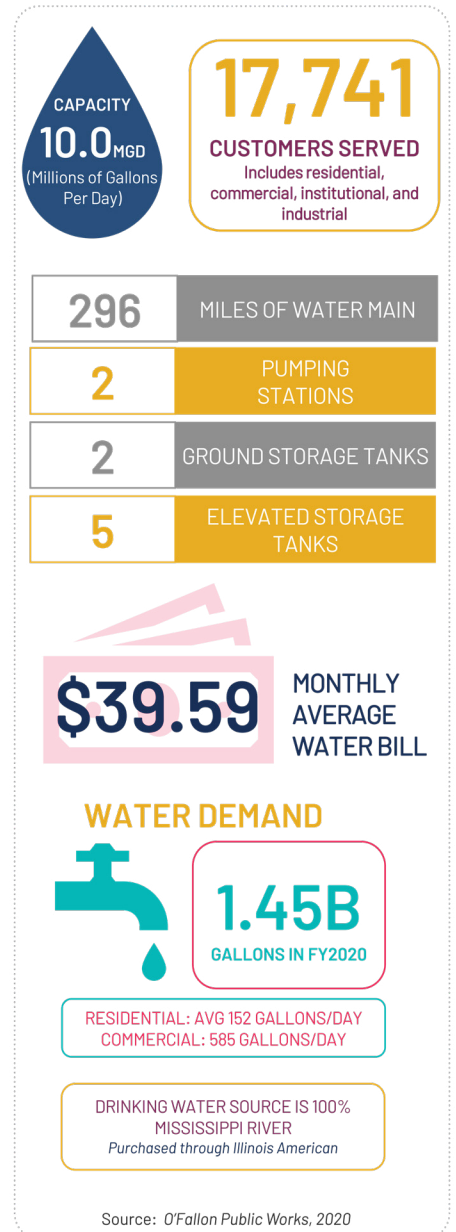 CAPACITY
10.0 MGD
(Millions of Gallons
Per Day)
17,741
CUSTOMERS SERVED
Includes residential,
commercial, institutional, and
industrial
296
MILES OF WATER MAIN
2
PUMPING
STATIONS
2
GROUND STORAGE TANKS
5
ELEVATED STORAGE
TANKS
$39.59
MONTHLY
AVERAGE
WATER BILL
WATER DEMAND
1.45B
GALLONS IN FY2020
RESIDENTIAL: AVG 152 GALLONS/DAY
COMMERCIAL: 585 GALLONS/DAY
DRINKING WATER SOURCE IS 100%
MISSISSIPPI RIVER
Purchased through Illinois American
Source: O'Fallon Public Works, 2020